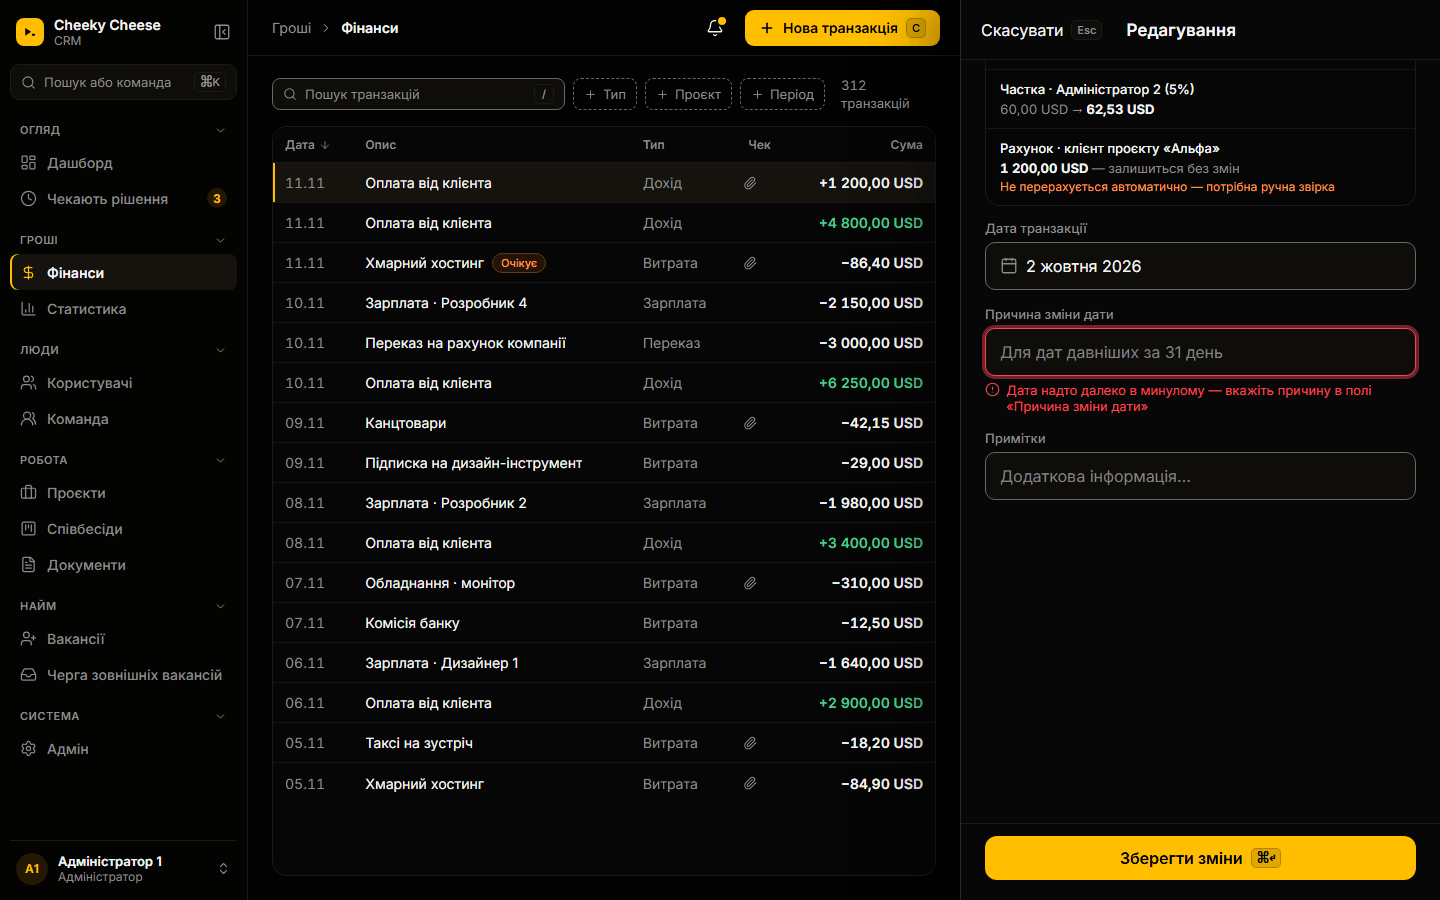 Cheeky Cheese
CRM
Пошук або команда ⌘K
ОГЛЯД
Дашборд
Чекають рішення 3
ГРОШІ
Фінанси
Статистика
ЛЮДИ
Користувачі
Команда
РОБОТА
Проєкти
Співбесіди
Документи
НАЙМ
Вакансії
Черга зовнішніх вакансій
СИСТЕМА
Адмін
A1
Адміністратор 1
Адміністратор
Гроші > Фінанси
+ Нова транзакція C
Пошук транзакцій /
+ Тип
+ Проєкт
+ Період
312
транзакцій
Дата ↓ Опис Тип Чек Сума
11.11 Оплата від клієнта Дохід +1 200,00 USD
11.11 Оплата від клієнта Дохід +4 800,00 USD
11.11 Хмарний хостинг Очікує Витрата −86,40 USD
10.11 Зарплата · Розробник 4 Зарплата −2 150,00 USD
10.11 Переказ на рахунок компанії Переказ −3 000,00 USD
10.11 Оплата від клієнта Дохід +6 250,00 USD
09.11 Канцтовари Витрата −42,15 USD
09.11 Підписка на дизайн-інструмент Витрата −29,00 USD
08.11 Зарплата · Розробник 2 Зарплата −1 980,00 USD
08.11 Оплата від клієнта Дохід +3 400,00 USD
07.11 Обладнання · монітор Витрата −310,00 USD
07.11 Комісія банку Витрата −12,50 USD
06.11 Зарплата · Дизайнер 1 Зарплата −1 640,00 USD
06.11 Оплата від клієнта Дохід +2 900,00 USD
05.11 Таксі на зустріч Витрата −18,20 USD
05.11 Хмарний хостинг Витрата −84,90 USD
Скасувати Esc Редагування
Частка · Адміністратор 2 (5%)
60,00 USD → 62,53 USD
Рахунок · клієнт проєкту «Альфа»
1 200,00 USD — залишиться без змін
Не перерахується автоматично — потрібна ручна звірка
Дата транзакції
2 жовтня 2026
Причина зміни дати
Для дат давніших за 31 день
Дата надто далеко в минулому — вкажіть причину в полі
«Причина зміни дати»
Примітки
Додаткова інформація...
Зберегти зміни ⌘↵